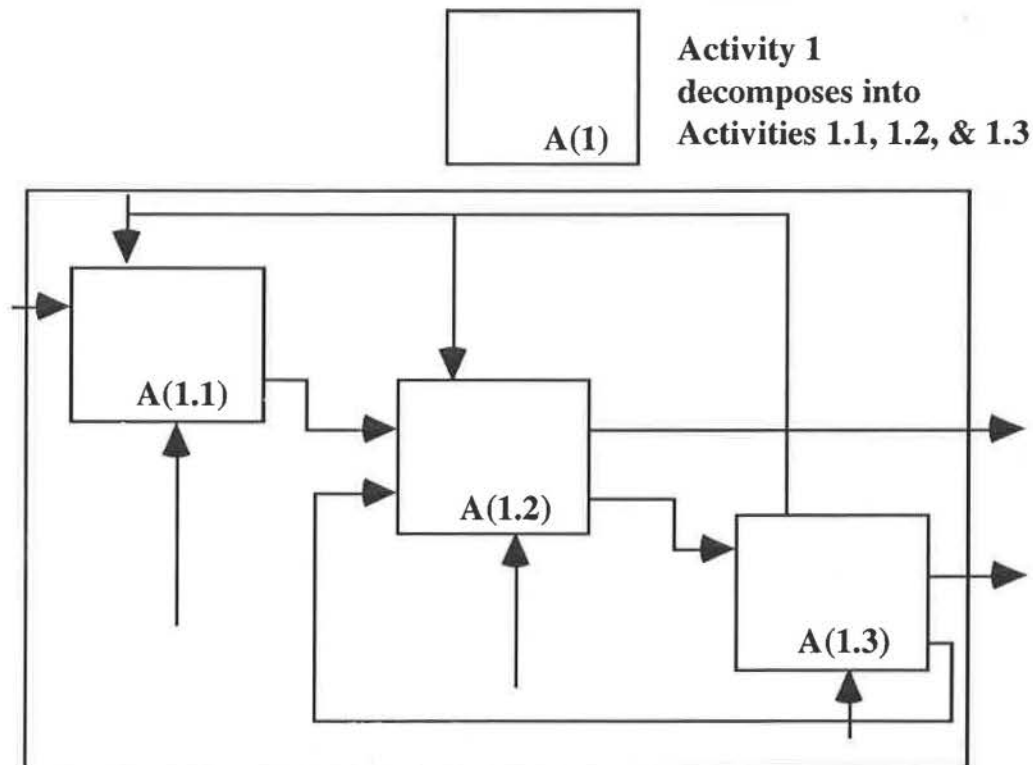 Activity 1
decomposes into
Activities 1.1, 1.2, & 1.3
A(1)
A(1.1)
A(1.2)
A(1.3)